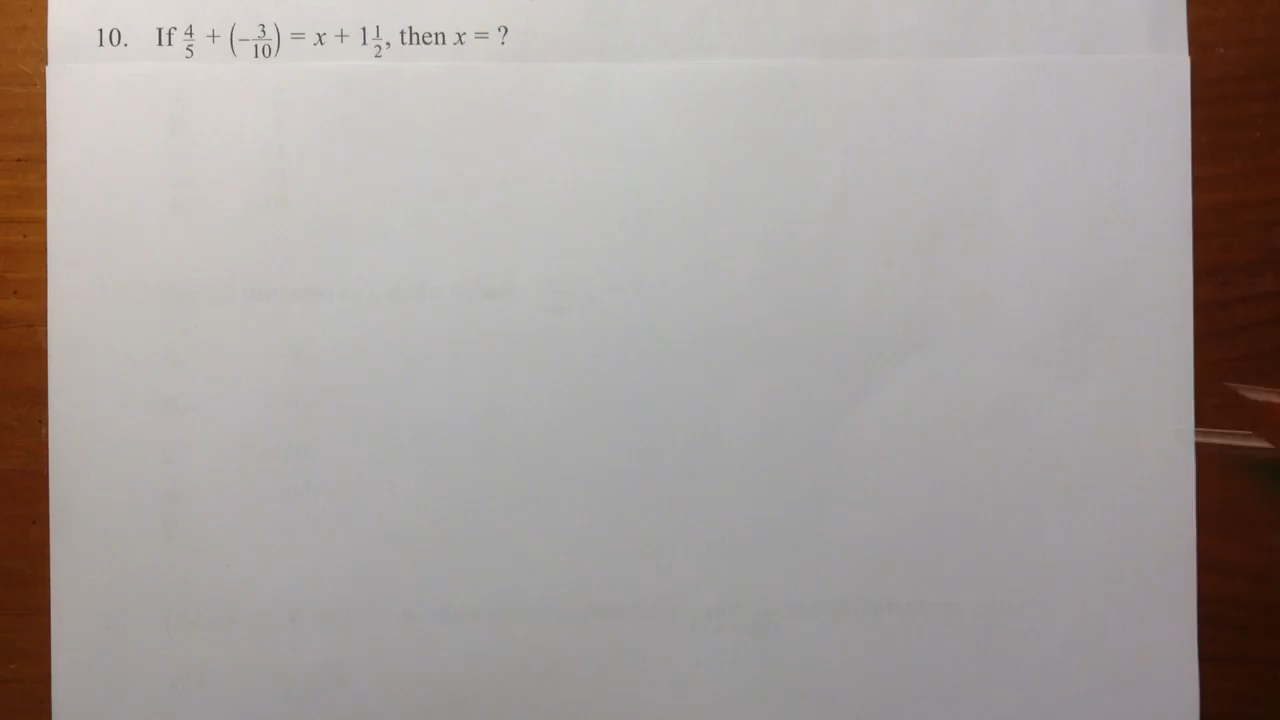 10. If 4/5 + (−3/10) = x + 1 1/2, then x = ?